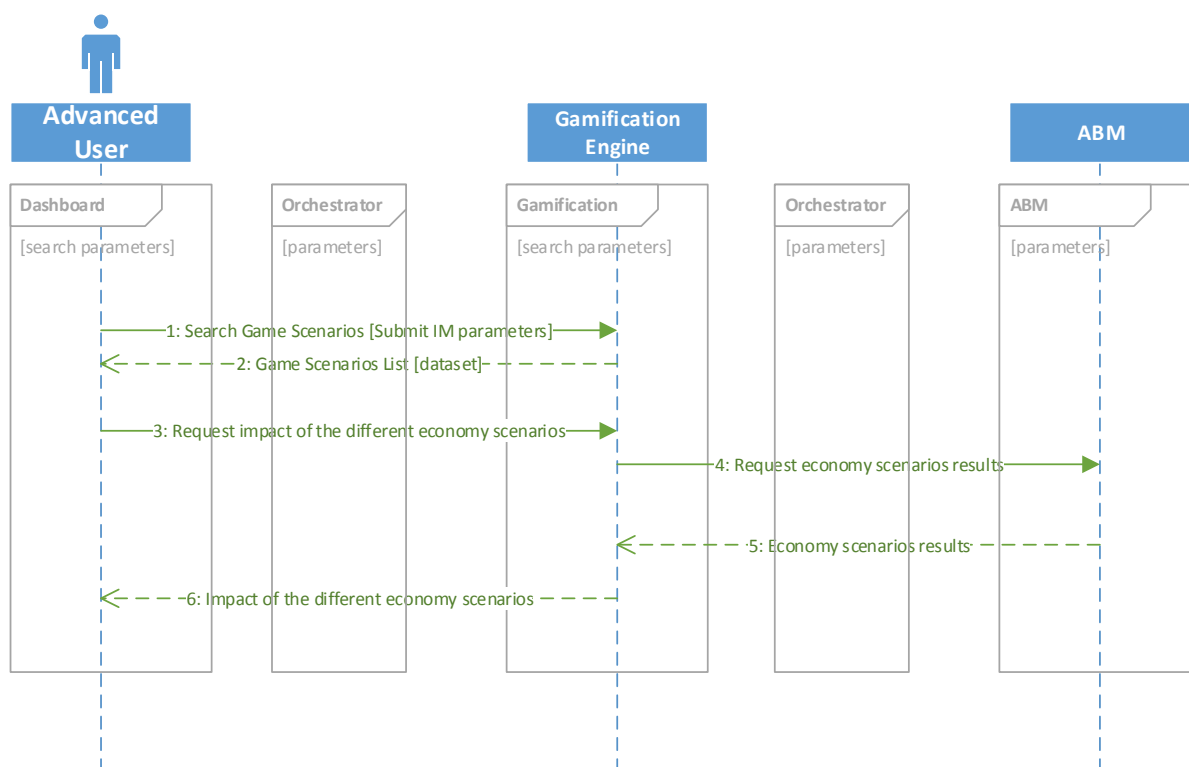 Advanced
User
Gamification
Engine
ABM
Dashboard
Orchestrator
Gamification
Orchestrator
ABM
[search parameters]
[parameters]
[search parameters]
[parameters]
[parameters]
1: Search Game Scenarios [Submit IM parameters]
2: Game Scenarios List [dataset]
3: Request impact of the different economy scenarios
4: Request economy scenarios results
5: Economy scenarios results
6: Impact of the different economy scenarios